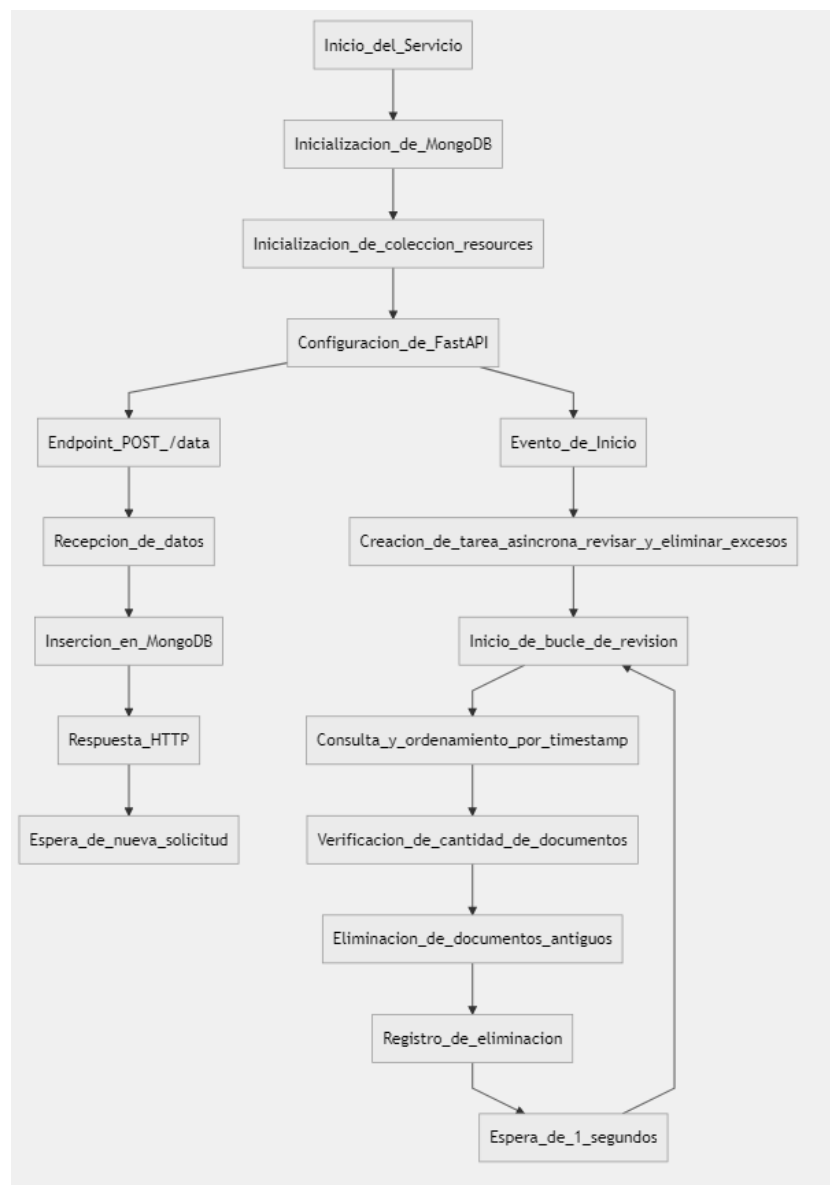 Inicio_del_Servicio
Inicializacion_de_MongoDB
Inicializacion_de_coleccion_resources
Configuracion_de_FastAPI
Endpoint_POST_/data
Evento_de_Inicio
Recepcion_de_datos
Creacion_de_tarea_asincrona_revisar_y_eliminar_excesos
Insercion_en_MongoDB
Inicio_de_bucle_de_revision
Respuesta_HTTP
Consulta_y_ordenamiento_por_timestamp
Espera_de_nueva_solicitud
Verificacion_de_cantidad_de_documentos
Eliminacion_de_documentos_antiguos
Registro_de_eliminacion
Espera_de_1_segundos